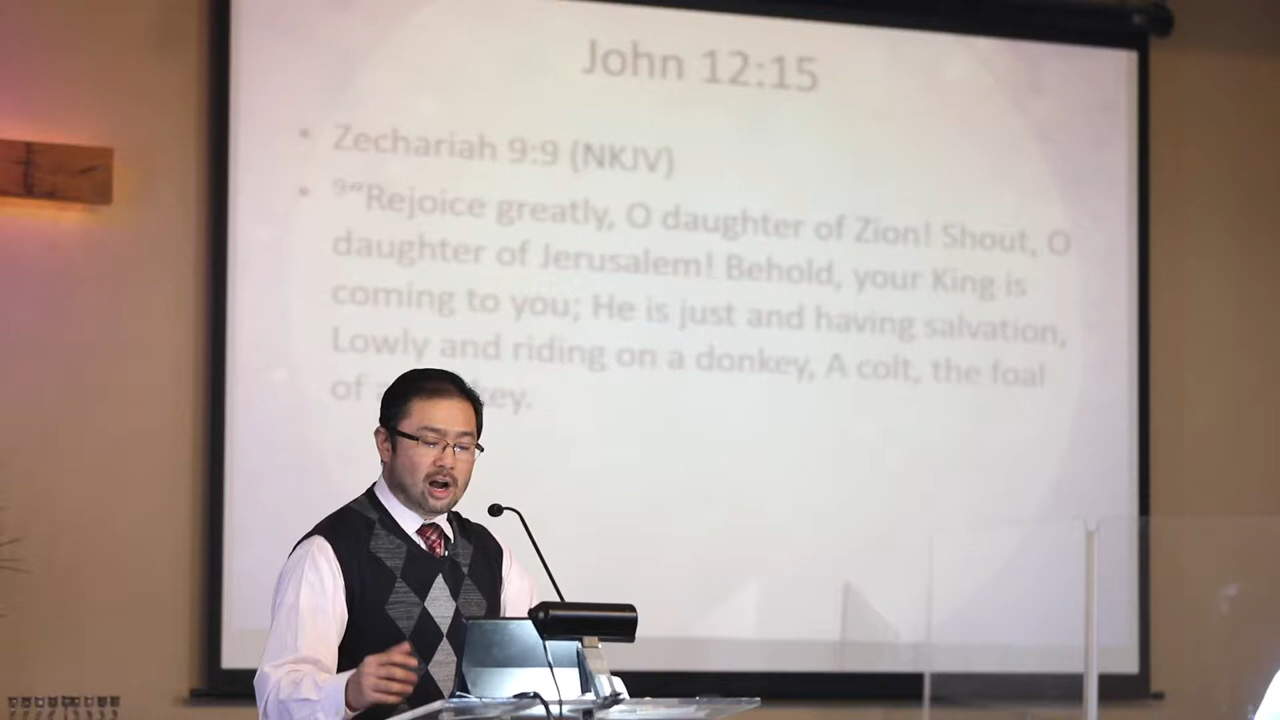 John 12:15
• Zechariah 9:9 (NKJV)
• 9“Rejoice greatly, O daughter of Zion! Shout, O
daughter of Jerusalem! Behold, your King is
coming to you; He is just and having salvation,
Lowly and riding on a donkey, A colt, the foal
of